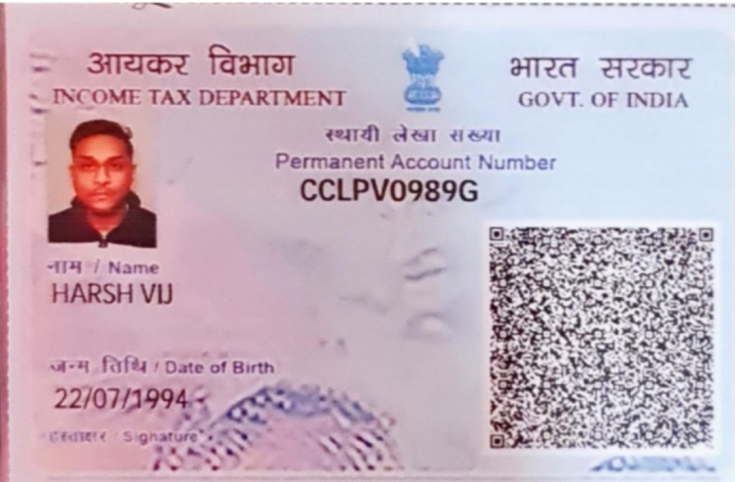 आयकर विभाग
INCOME TAX DEPARTMENT
भारत सरकार
GOVT. OF INDIA
स्थायी लेखा संख्या
Permanent Account Number
CCLPV0989G
नाम / Name
HARSH VIJ
जन्म तिथि / Date of Birth
22/07/1994
हस्ताक्षर / Signature